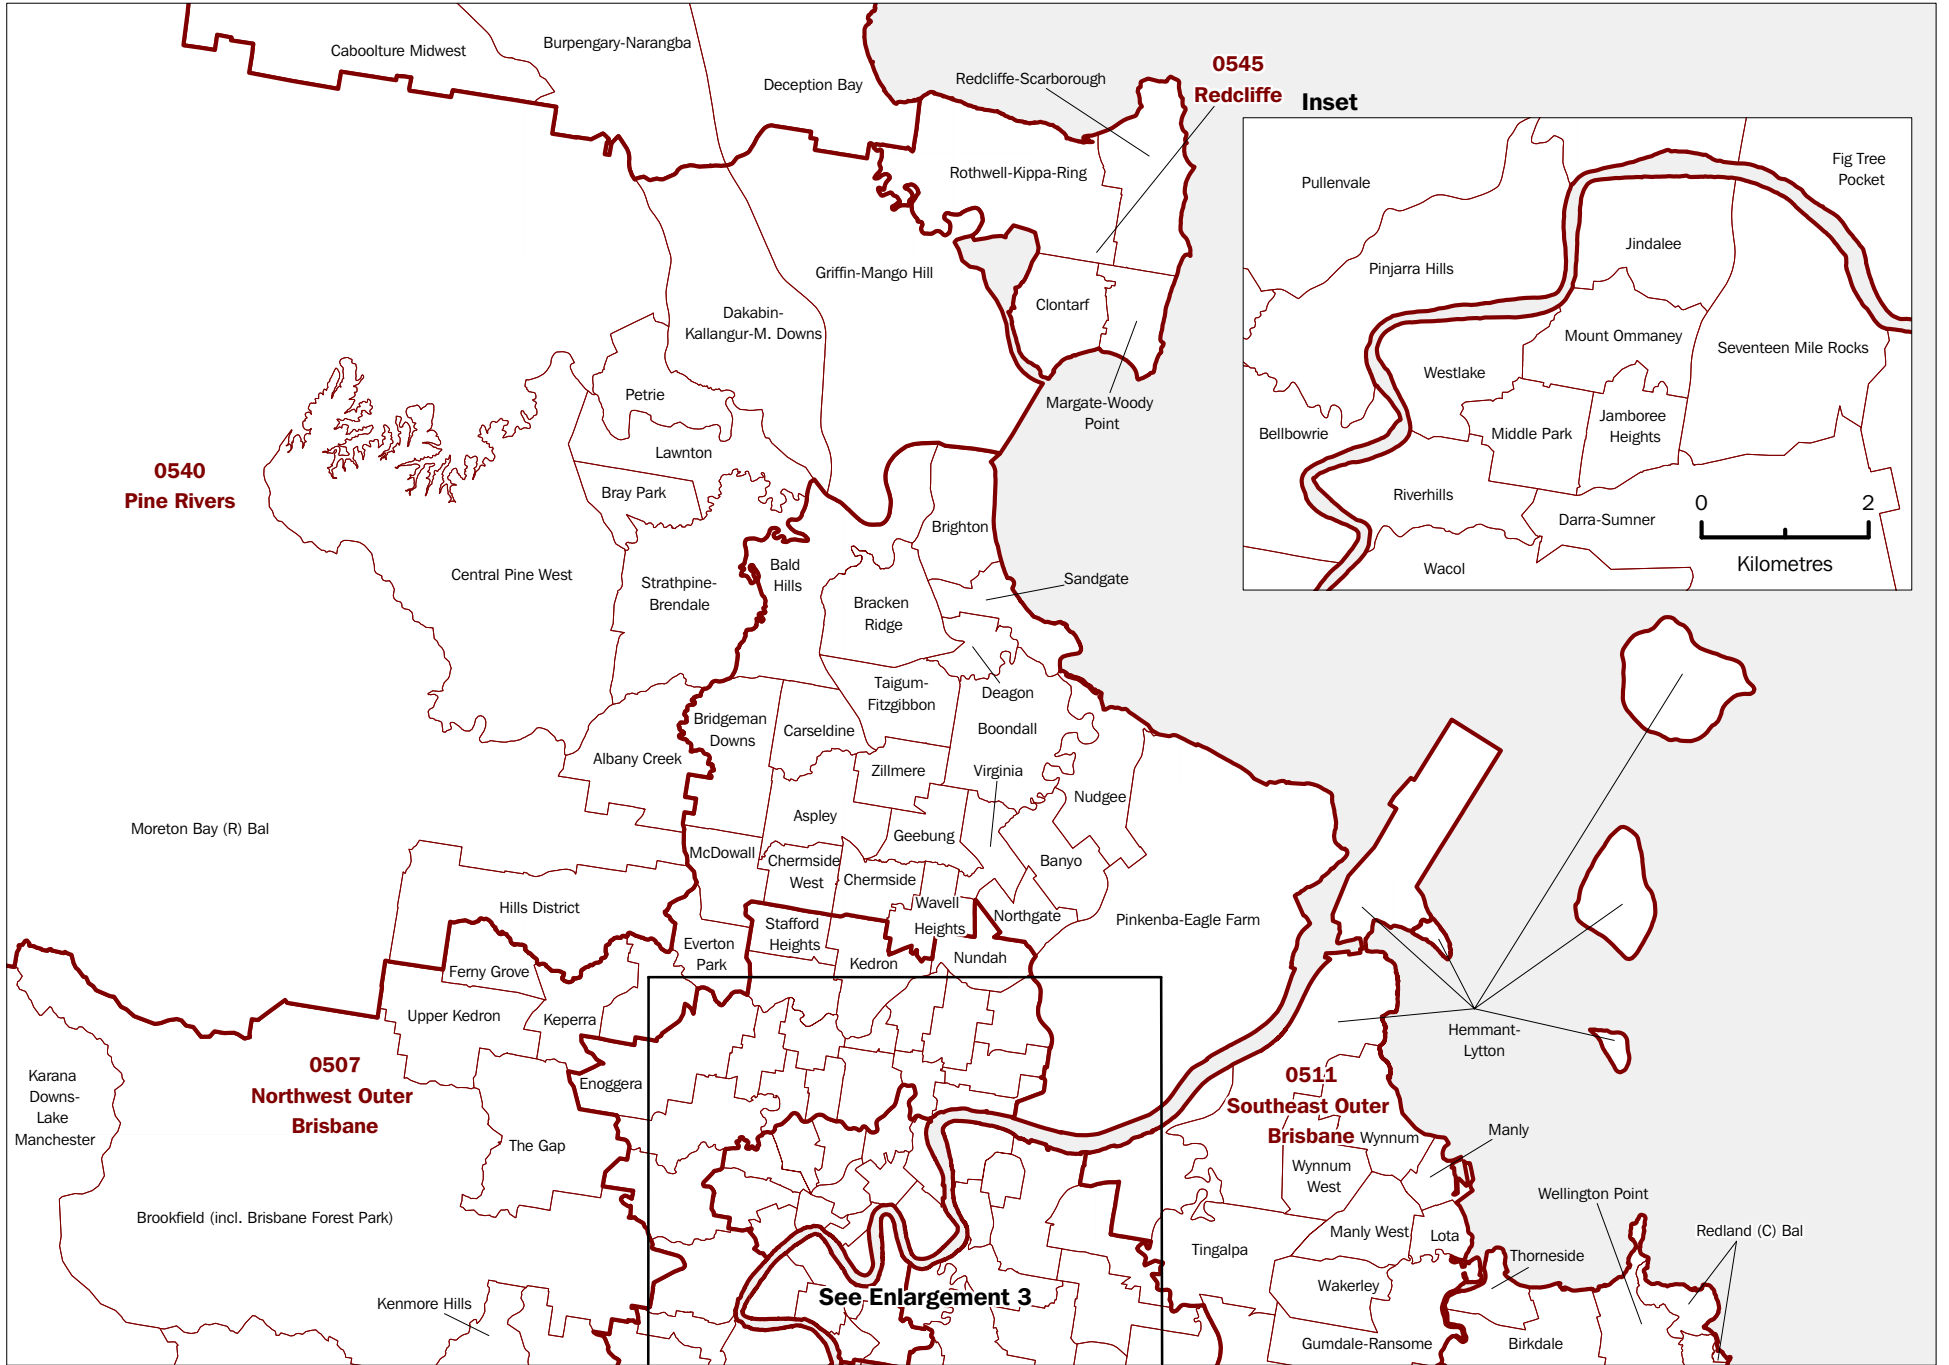 Caboolture Midwest
Burpengary-Narangba
Deception Bay
Redcliffe-Scarborough
0545
Redcliffe
Inset
Rothwell-Kippa-Ring
Griffin-Mango Hill
Clontarf
Dakabin-
Kallangur-M. Downs
Margate-Woody
Point
Petrie
Lawnton
Bray Park
0540
Pine Rivers
Central Pine West
Strathpine-
Brendale
Bald
Hills
Brighton
Sandgate
Bracken
Ridge
Deagon
Taigum-
Fitzgibbon
Boondall
Bridgeman
Downs
Carseldine
Albany Creek
Zillmere
Virginia
Nudgee
Aspley
Geebung
Moreton Bay (R) Bal
McDowall
Chermside
West
Chermside
Banyo
Hills District
Wavell
Heights
Northgate
Pinkenba-Eagle Farm
Stafford
Heights
Everton
Park
Kedron
Nundah
Ferny Grove
Upper Kedron
Keperra
Enoggera
0507
Northwest Outer
Brisbane
Karana
Downs-
Lake
Manchester
The Gap
Brookfield (incl. Brisbane Forest Park)
Kenmore Hills
See Enlargement 3
Hemmant-
Lytton
0511
Southeast Outer
Brisbane
Wynnum
Manly
Wynnum
West
Wellington Point
Redland (C) Bal
Manly West
Lota
Tingalpa
Thorneside
Wakerley
Gumdale-Ransome
Birkdale
Pullenvale
Fig Tree
Pocket
Jindalee
Pinjarra Hills
Mount Ommaney
Seventeen Mile Rocks
Westlake
Jamboree
Heights
Middle Park
Bellbowrie
Riverhills
Darra-Sumner
Wacol
0 2
Kilometres